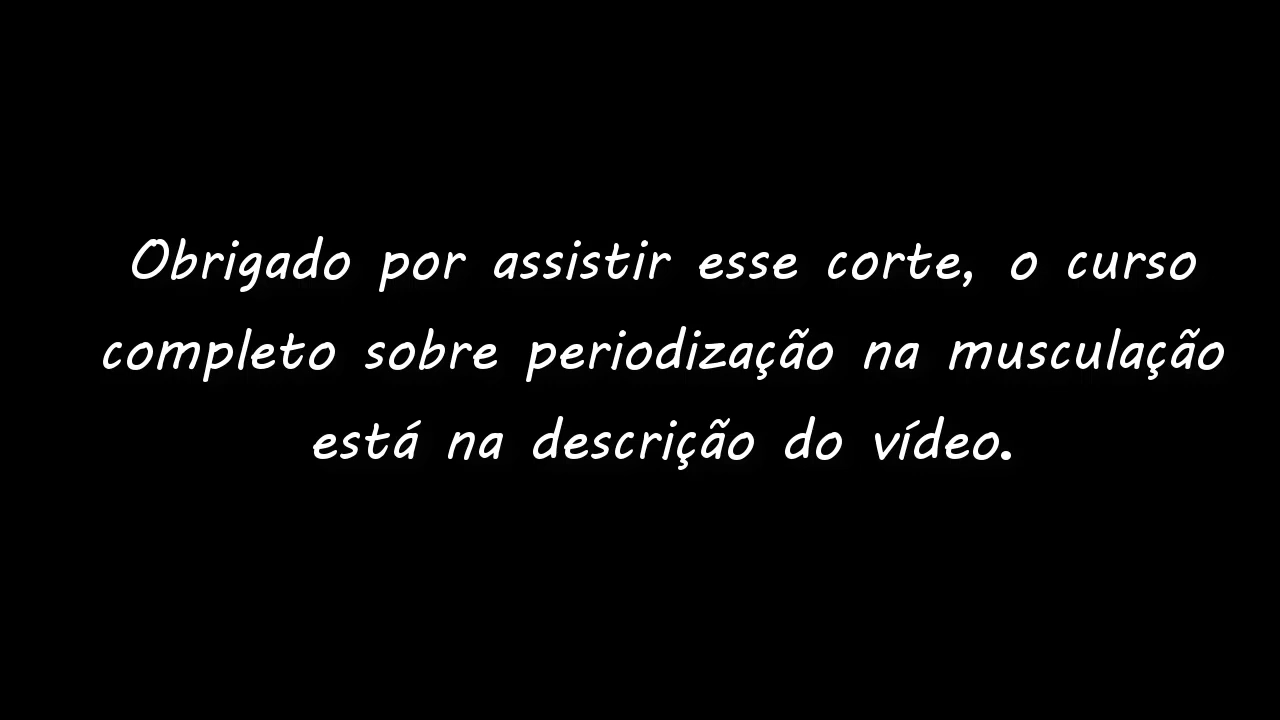 Obrigado por assistir esse corte, o curso
completo sobre periodização na musculação
está na descrição do vídeo.